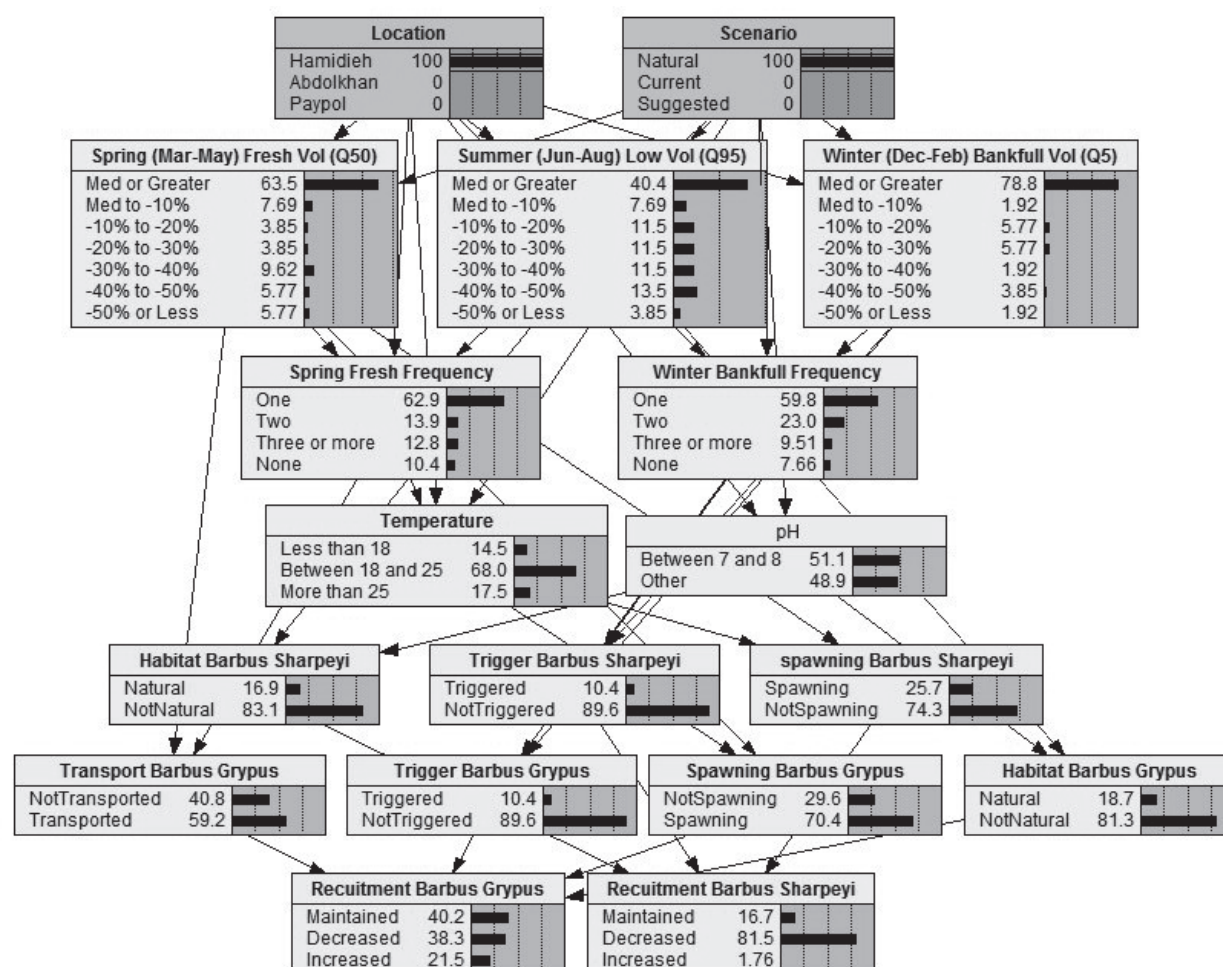 Location
Hamidieh 100
Abdolkhan 0
Paypol 0
Scenario
Natural 100
Current 0
Suggested 0
Spring (Mar-May) Fresh Vol (Q50)
Med or Greater 63.5
Med to -10% 7.69
-10% to -20% 3.85
-20% to -30% 3.85
-30% to -40% 9.62
-40% to -50% 5.77
-50% or Less 5.77
Summer (Jun-Aug) Low Vol (Q95)
Med or Greater 40.4
Med to -10% 7.69
-10% to -20% 11.5
-20% to -30% 11.5
-30% to -40% 11.5
-40% to -50% 13.5
-50% or Less 3.85
Winter (Dec-Feb) Bankfull Vol (Q5)
Med or Greater 78.8
Med to -10% 1.92
-10% to -20% 5.77
-20% to -30% 5.77
-30% to -40% 1.92
-40% to -50% 3.85
-50% or Less 1.92
Spring Fresh Frequency
One 62.9
Two 13.9
Three or more 12.8
None 10.4
Winter Bankfull Frequency
One 59.8
Two 23.0
Three or more 9.51
None 7.66
Temperature
Less than 18 14.5
Between 18 and 25 68.0
More than 25 17.5
pH
Between 7 and 8 51.1
Other 48.9
Habitat Barbus Sharpeyi
Natural 16.9
NotNatural 83.1
Trigger Barbus Sharpeyi
Triggered 10.4
NotTriggered 89.6
spawning Barbus Sharpeyi
Spawning 25.7
NotSpawning 74.3
Transport Barbus Grypus
NotTransported 40.8
Transported 59.2
Trigger Barbus Grypus
Triggered 10.4
NotTriggered 89.6
Spawning Barbus Grypus
NotSpawning 29.6
Spawning 70.4
Habitat Barbus Grypus
Natural 18.7
NotNatural 81.3
Recuitment Barbus Grypus
Maintained 40.2
Decreased 38.3
Increased 21.5
Recuitment Barbus Sharpeyi
Maintained 16.7
Decreased 81.5
Increased 1.76